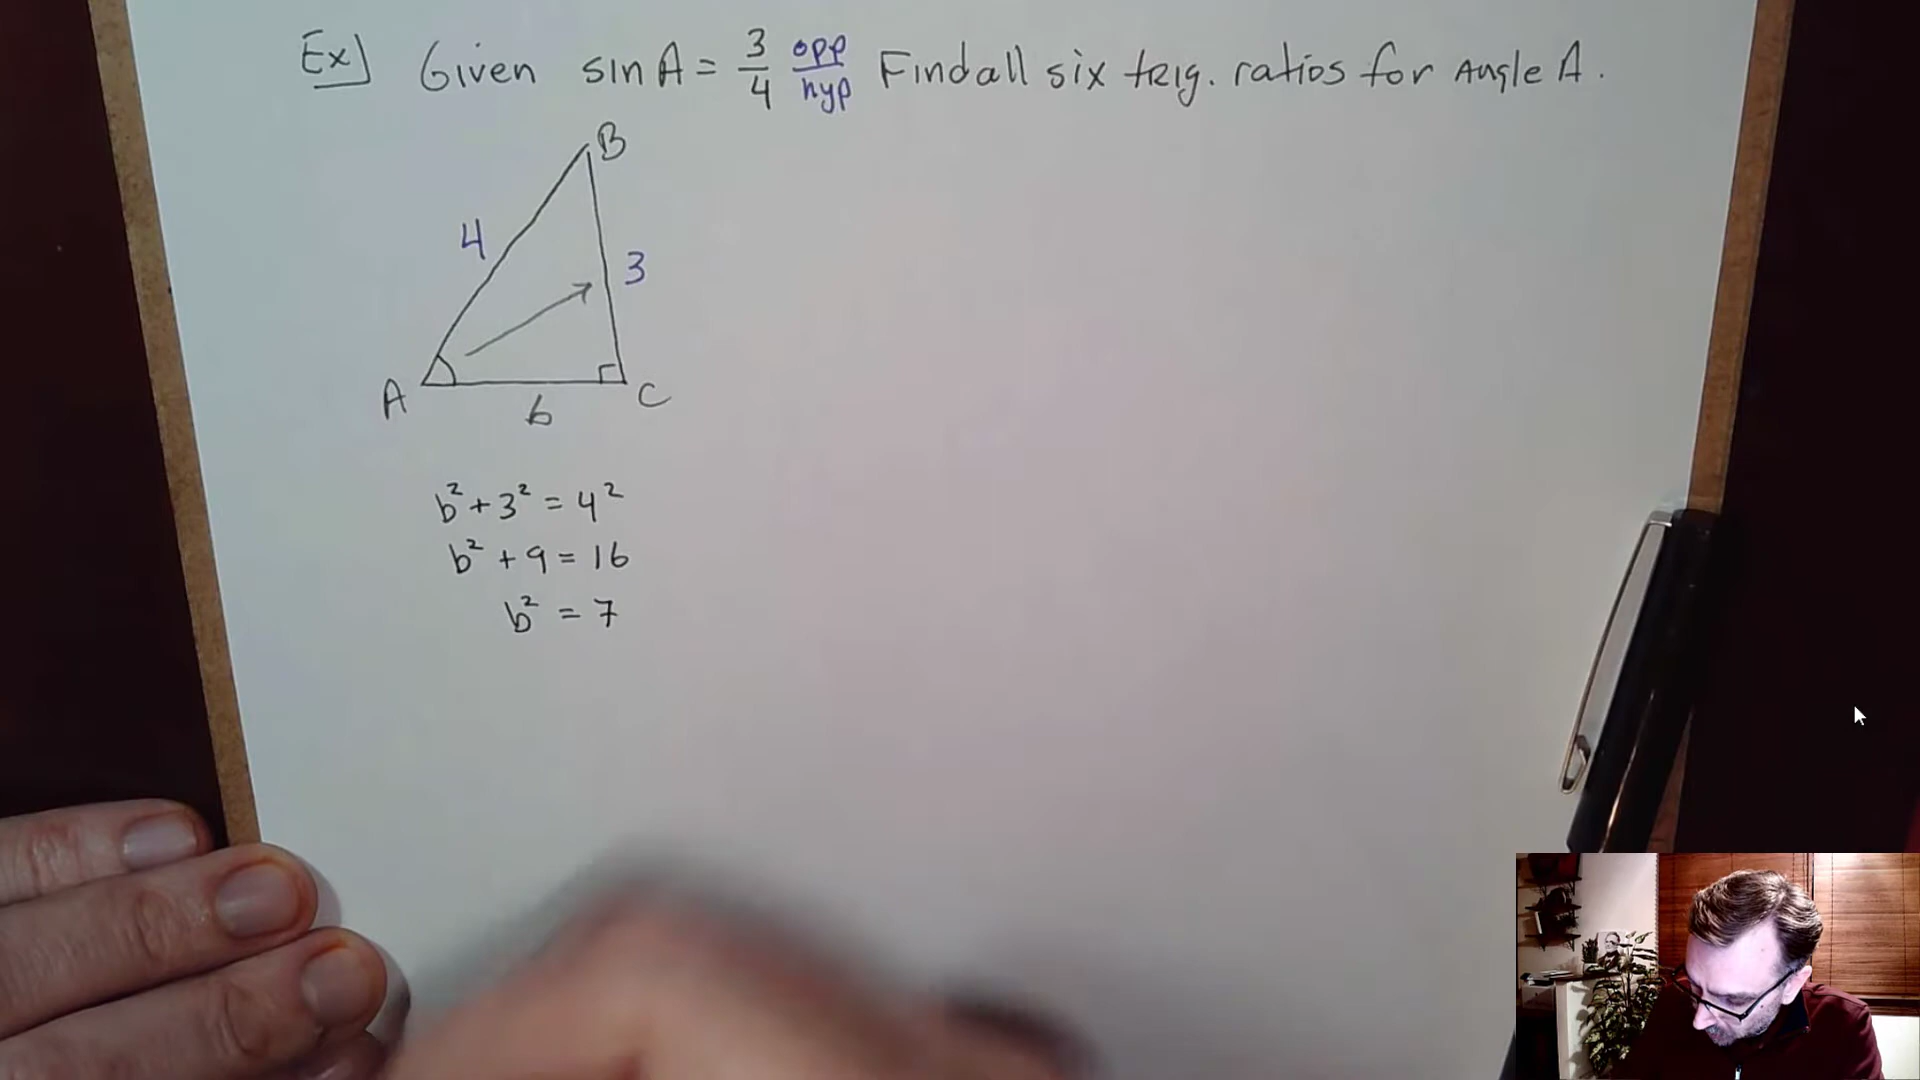 Ex) Given sin A = 3/4 opp/hyp Find all six trig. ratios for Angle A.
B
4
3
A
b
C
b² + 3² = 4²
b² + 9 = 16
b² = 7